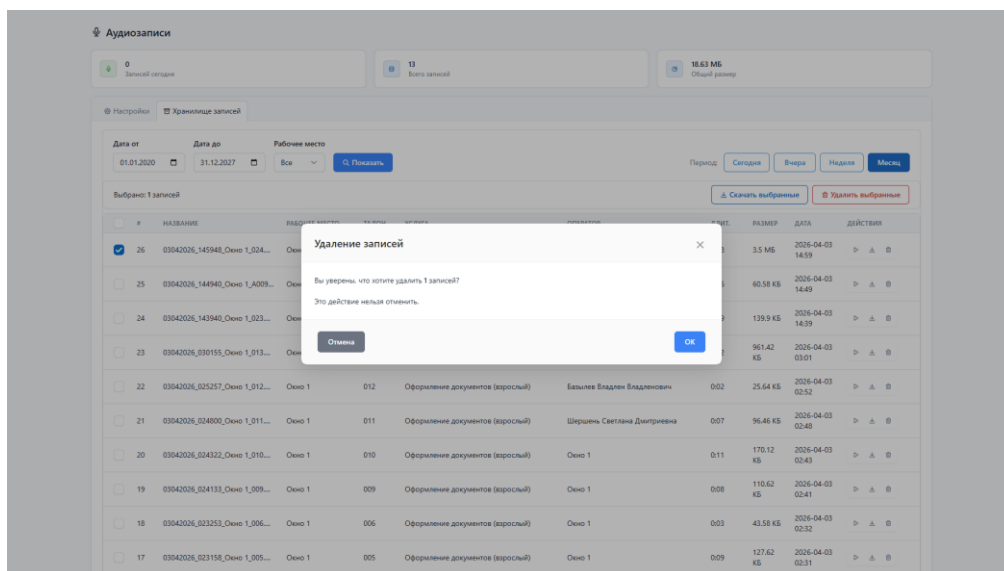 Аудиозаписи
0
Записей сегодня
13
Всего записей
18.63 МБ
Общий размер
Настройки Хранилище записей
Дата от Дата до Рабочее место
01.01.2020 31.12.2027 Все Показать Период: Сегодня Вчера Неделя Месяц
Выбрано: 1 записей Скачать выбранные Удалить выбранные
# НАЗВАНИЕ РАЗМЕР ДАТА ДЕЙСТВИЯ
Удаление записей
Вы уверены, что хотите удалить 1 записей?
Это действие нельзя отменить.
Отмена OK
26 03042026_145948_Окно 1_024... 3.5 МБ 2026-04-03 14:59
25 03042026_144940_Окно 1_A009... 60.58 КБ 2026-04-03 14:49
24 03042026_143940_Окно 1_023... 139.9 КБ 2026-04-03 14:39
23 03042026_030155_Окно 1_013... 961.42 КБ 2026-04-03 03:01
22 03042026_025257_Окно 1_012... Окно 1 012 Оформление документов (взрослый) Базылев Владлен Владленович 0:02 25.64 КБ 2026-04-03 02:52
21 03042026_024800_Окно 1_011... Окно 1 011 Оформление документов (взрослый) Шершень Светлана Дмитриевна 0:07 96.46 КБ 2026-04-03 02:48
20 03042026_024322_Окно 1_010... Окно 1 010 Оформление документов (взрослый) Окно 1 0:11 170.12 КБ 2026-04-03 02:43
19 03042026_024133_Окно 1_009... Окно 1 009 Оформление документов (взрослый) Окно 1 0:08 110.62 КБ 2026-04-03 02:41
18 03042026_023253_Окно 1_006... Окно 1 006 Оформление документов (взрослый) Окно 1 0:03 43.58 КБ 2026-04-03 02:32
17 03042026_023158_Окно 1_005... Окно 1 005 Оформление документов (взрослый) Окно 1 0:09 127.62 КБ 2026-04-03 02:31